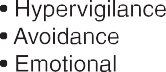 • Hypervigilance
• Avoidance
• Emotional